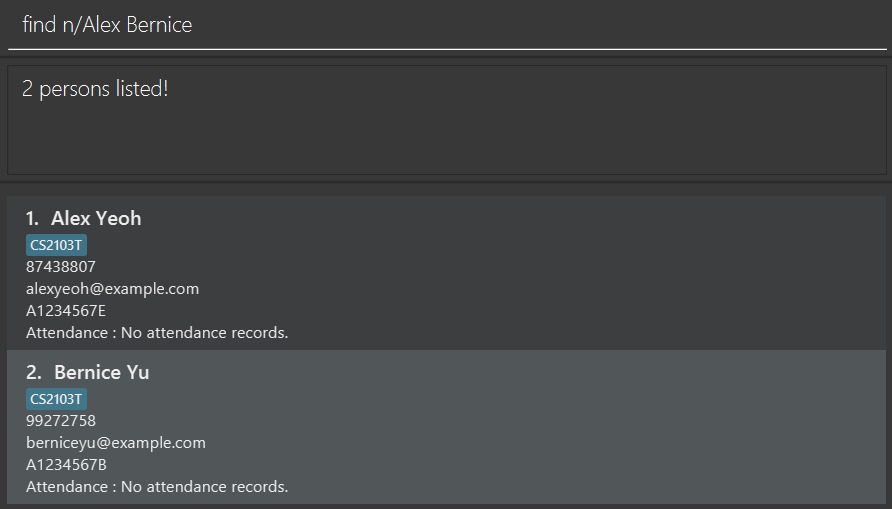 find n/Alex Bernice
2 persons listed!
1. Alex Yeoh
CS2103T
87438807
alexyeoh@example.com
A1234567E
Attendance : No attendance records.
2. Bernice Yu
CS2103T
99272758
berniceyu@example.com
A1234567B
Attendance : No attendance records.